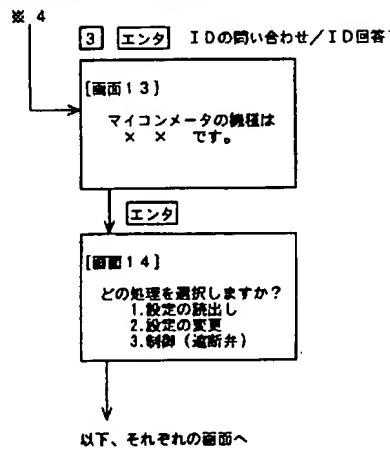 ※ 4
3 エンタ IDの問い合わせ/ID回答
[画面13]
マイコンメータの機種は
× × です。
エンタ
[画面14]
どの処理を選択しますか?
1.設定の読出し
2.設定の変更
3.制御(遮断弁)
以下、それぞれの画面へ